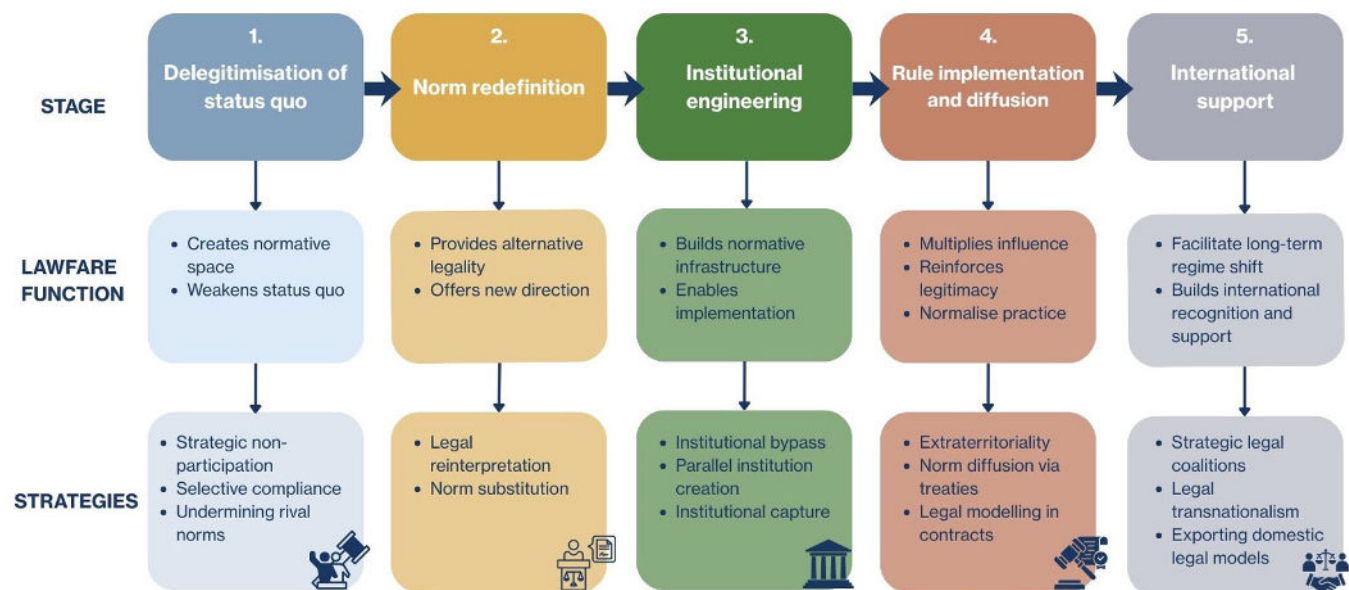 1.
Delegitimisation of
status quo
2.
Norm redefinition
3.
Institutional
engineering
4.
Rule implementation
and diffusion
5.
International
support
STAGE
• Creates normative
space
• Weakens status quo
• Provides alternative
legality
• Offers new direction
• Builds normative
infrastructure
• Enables
implementation
• Multiplies influence
• Reinforces
legitimacy
• Normalise practice
• Facilitate long-term
regime shift
• Builds international
recognition and
support
LAWFARE
FUNCTION
• Strategic non-
participation
• Selective compliance
• Undermining rival
norms
• Legal
reinterpretation
• Norm substitution
• Institutional bypass
• Parallel institution
creation
• Institutional capture
• Extraterritoriality
• Norm diffusion via
treaties
• Legal modelling in
contracts
• Strategic legal
coalitions
• Legal
transnationalism
• Exporting domestic
legal models
STRATEGIES